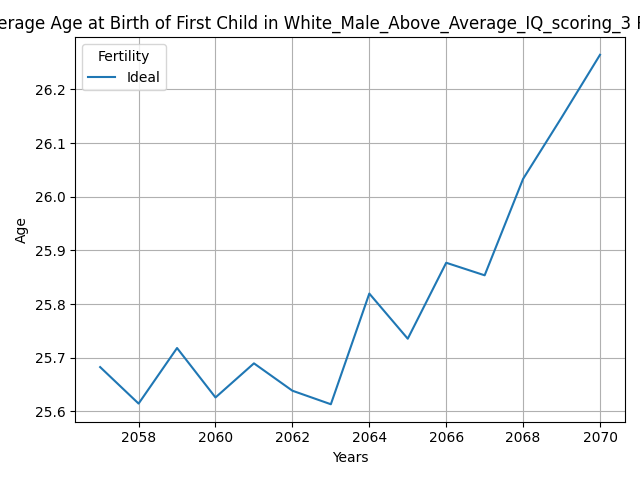 erage Age at Birth of First Child in White_Male_Above_Average_IQ_scoring_3
Fertility
Ideal
26.2
26.1
26.0
25.9
25.8
25.7
25.6
Age
2058 2060 2062 2064 2066 2068 2070
Years